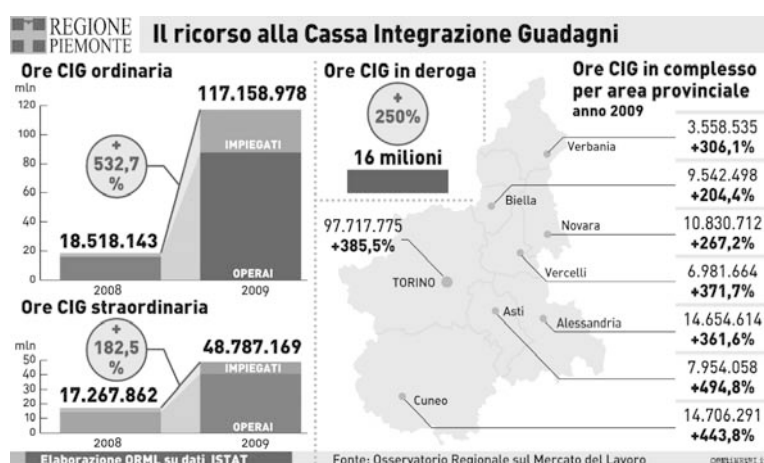 REGIONE
PIEMONTE
Il ricorso alla Cassa Integrazione Guadagni
Ore CIG ordinaria
mln
120
100
80
60
40
20
0
+
532,7
%
18.518.143
117.158.978
IMPIEGATI
OPERAI
2008
2009
Ore CIG straordinaria
mln
50
40
30
20
10
0
+
182,5
%
17.267.862
48.787.169
IMPIEGATI
OPERAI
2008
2009
Ore CIG in deroga
+
250%
16 milioni
Ore CIG in complesso
per area provinciale
anno 2009
Verbania
3.558.535
+306,1%
Biella
9.542.498
+204,4%
Novara
10.830.712
+267,2%
Vercelli
6.981.664
+371,7%
97.717.775
+385,5%
TORINO
Alessandria
14.654.614
+361,6%
Asti
7.954.058
+494,8%
Cuneo
14.706.291
+443,8%
Elaborazione ORML su dati ISTAT
Fonte: Osservatorio Regionale sul Mercato del Lavoro